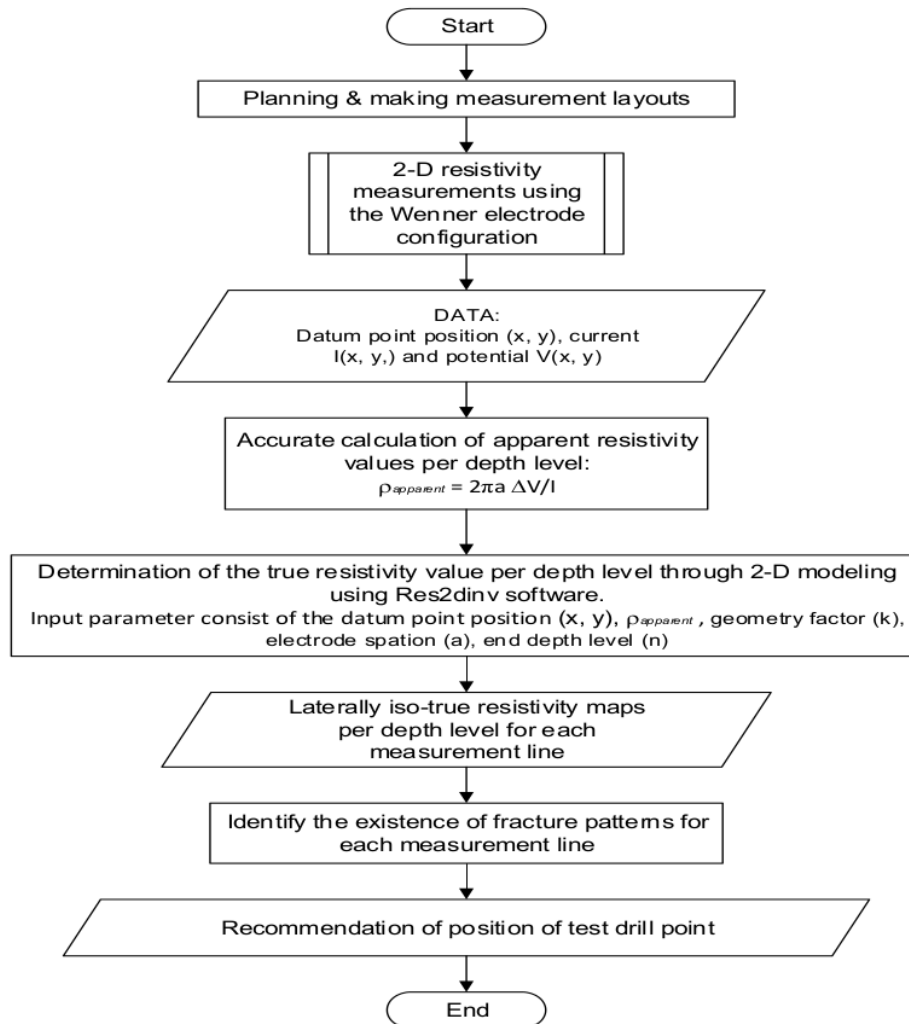 Start
Planning & making measurement layouts
2-D resistivity
measurements using
the Wenner electrode
configuration
DATA:
Datum point position (x, y), current
I(x, y,) and potential V(x, y)
Accurate calculation of apparent resistivity
values per depth level:
ρapparent = 2πa ΔV/I
Determination of the true resistivity value per depth level through 2-D modeling
using Res2dinv software.
Input parameter consist of the datum point position (x, y), ρapparent , geometry factor (k),
electrode spation (a), end depth level (n)
Laterally iso-true resistivity maps
per depth level for each
measurement line
Identify the existence of fracture patterns for
each measurement line
Recommendation of position of test drill point
End